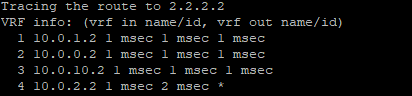 Tracing the route to 2.2.2.2
VRF info: (vrf in name/id, vrf out name/id)
1 10.0.1.2 1 msec 1 msec 1 msec
2 10.0.0.2 1 msec 1 msec 1 msec
3 10.0.10.2 1 msec 1 msec 1 msec
4 10.0.2.2 1 msec 2 msec *